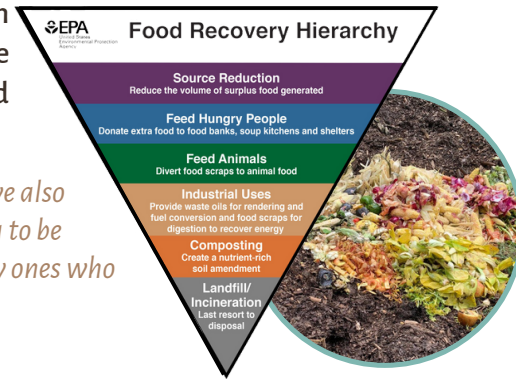 n
e
d
ve also
to be
y ones who
EPA
United States
Environmental Protection
Agency
Food Recovery Hierarchy
Source Reduction
Reduce the volume of surplus food generated
Feed Hungry People
Donate extra food to food banks, soup kitchens and shelters
Feed Animals
Divert food scraps to animal food
Industrial Uses
Provide waste oils for rendering and
fuel conversion and food scraps for
digestion to recover energy
Composting
Create a nutrient-rich
soil amendment
Landfill/
Incineration
Last resort to
disposal